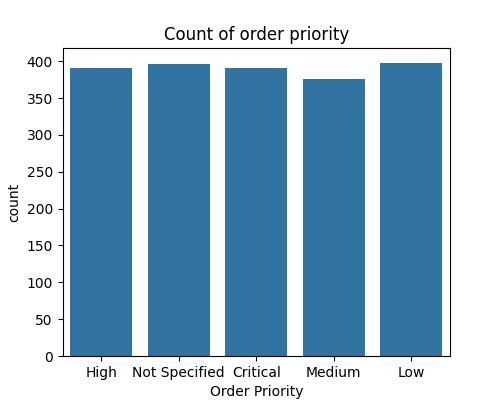 Count of order priority
400
350
300
250
200
150
100
50
0
count
High Not Specified Critical Medium Low
Order Priority